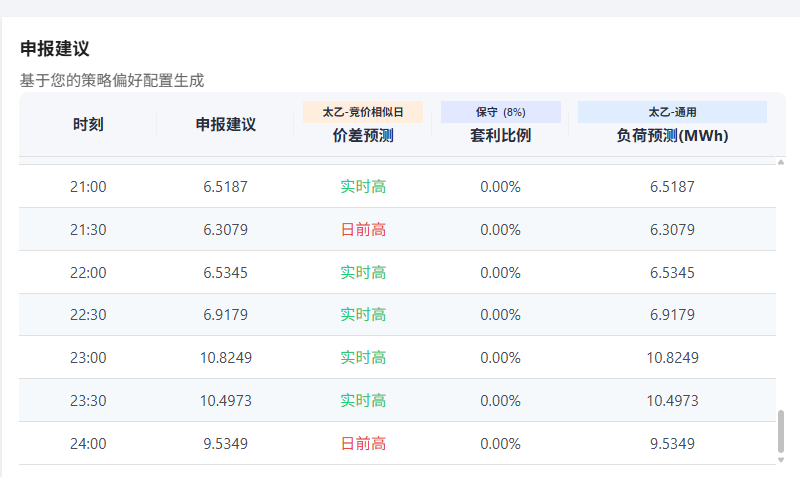 申报建议
基于您的策略偏好配置生成
时刻 申报建议 太乙-竞价相似日 价差预测 保守 (8%) 套利比例 太乙-通用 负荷预测(MWh)
21:00 6.5187 实时高 0.00% 6.5187
21:30 6.3079 日前高 0.00% 6.3079
22:00 6.5345 实时高 0.00% 6.5345
22:30 6.9179 实时高 0.00% 6.9179
23:00 10.8249 实时高 0.00% 10.8249
23:30 10.4973 实时高 0.00% 10.4973
24:00 9.5349 日前高 0.00% 9.5349